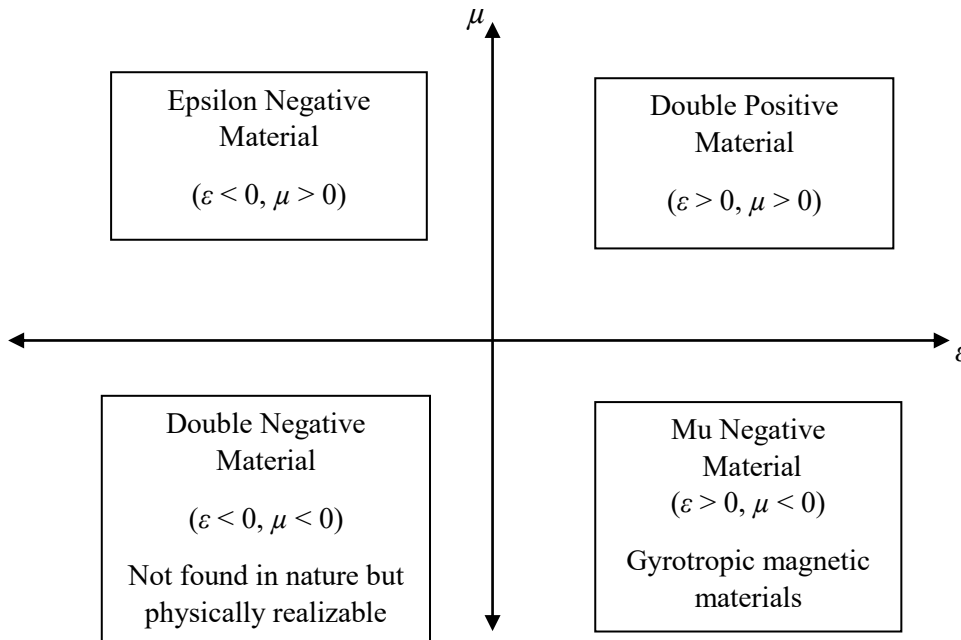 μ
Epsilon Negative
Material
(ε < 0, μ > 0)
Double Positive
Material
(ε > 0, μ > 0)
ε
Double Negative
Material
(ε < 0, μ < 0)
Not found in nature but
physically realizable
Mu Negative
Material
(ε > 0, μ < 0)
Gyrotropic magnetic
materials